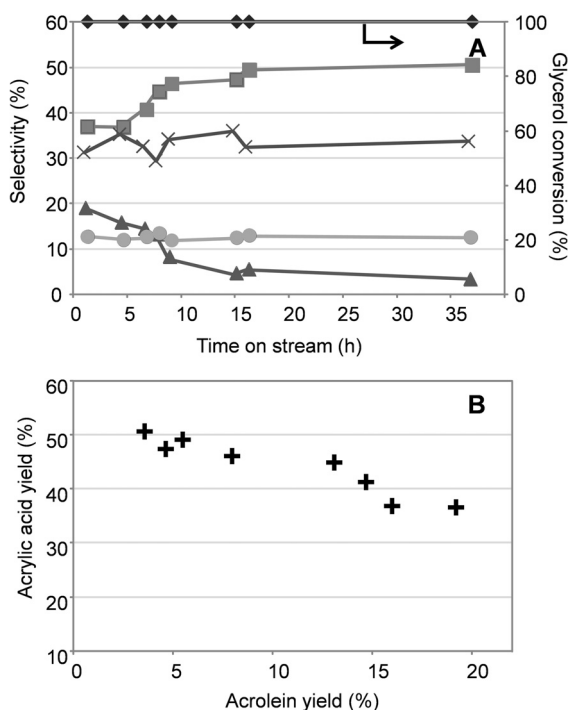 60
50
40
30
20
10
0
Selectivity (%)
A
100
80
60
40
20
0
Glycerol conversion (%)
0 5 10 15 20 25 30 35
Time on stream (h)
B
60
50
40
30
20
10
Acrylic acid yield (%)
0 5 10 15 20
Acrolein yield (%)